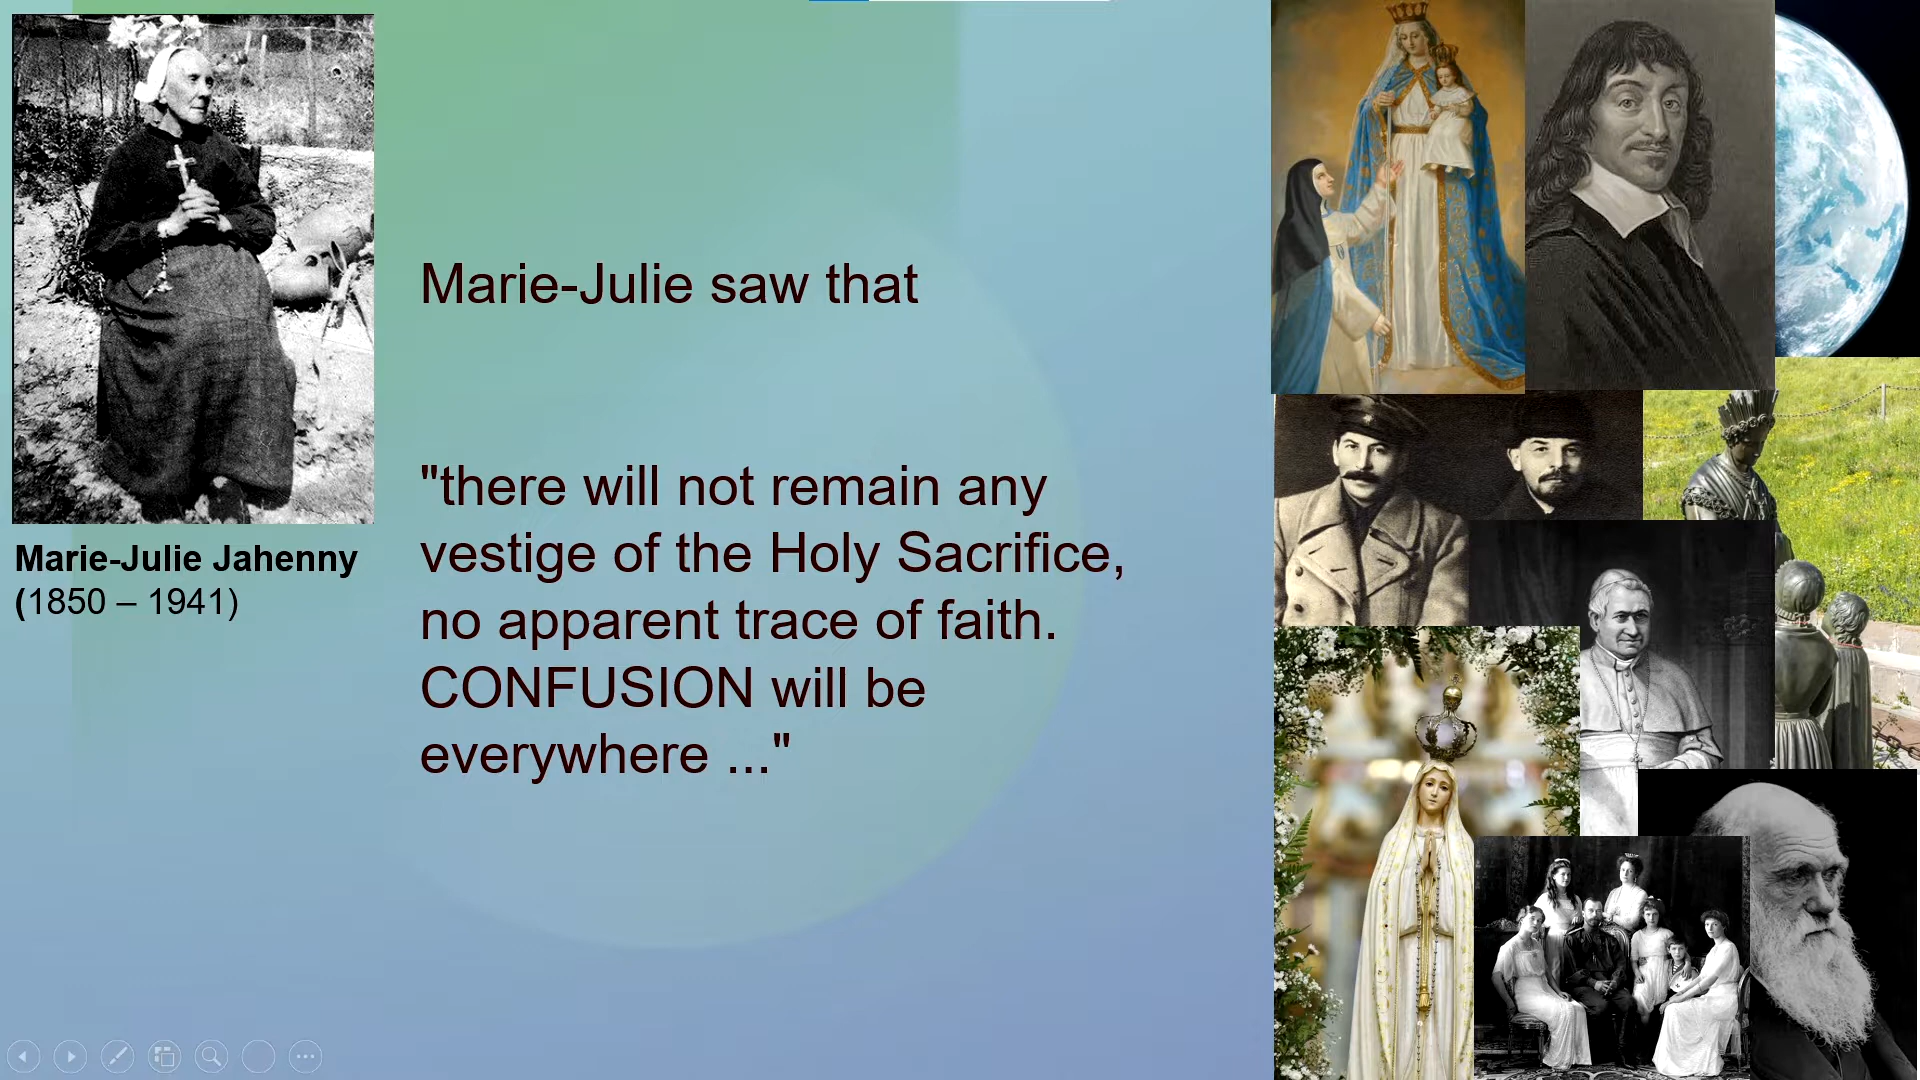 Marie-Julie Jahenny
(1850 – 1941)
Marie-Julie saw that
"there will not remain any
vestige of the Holy Sacrifice,
no apparent trace of faith.
CONFUSION will be
everywhere ..."